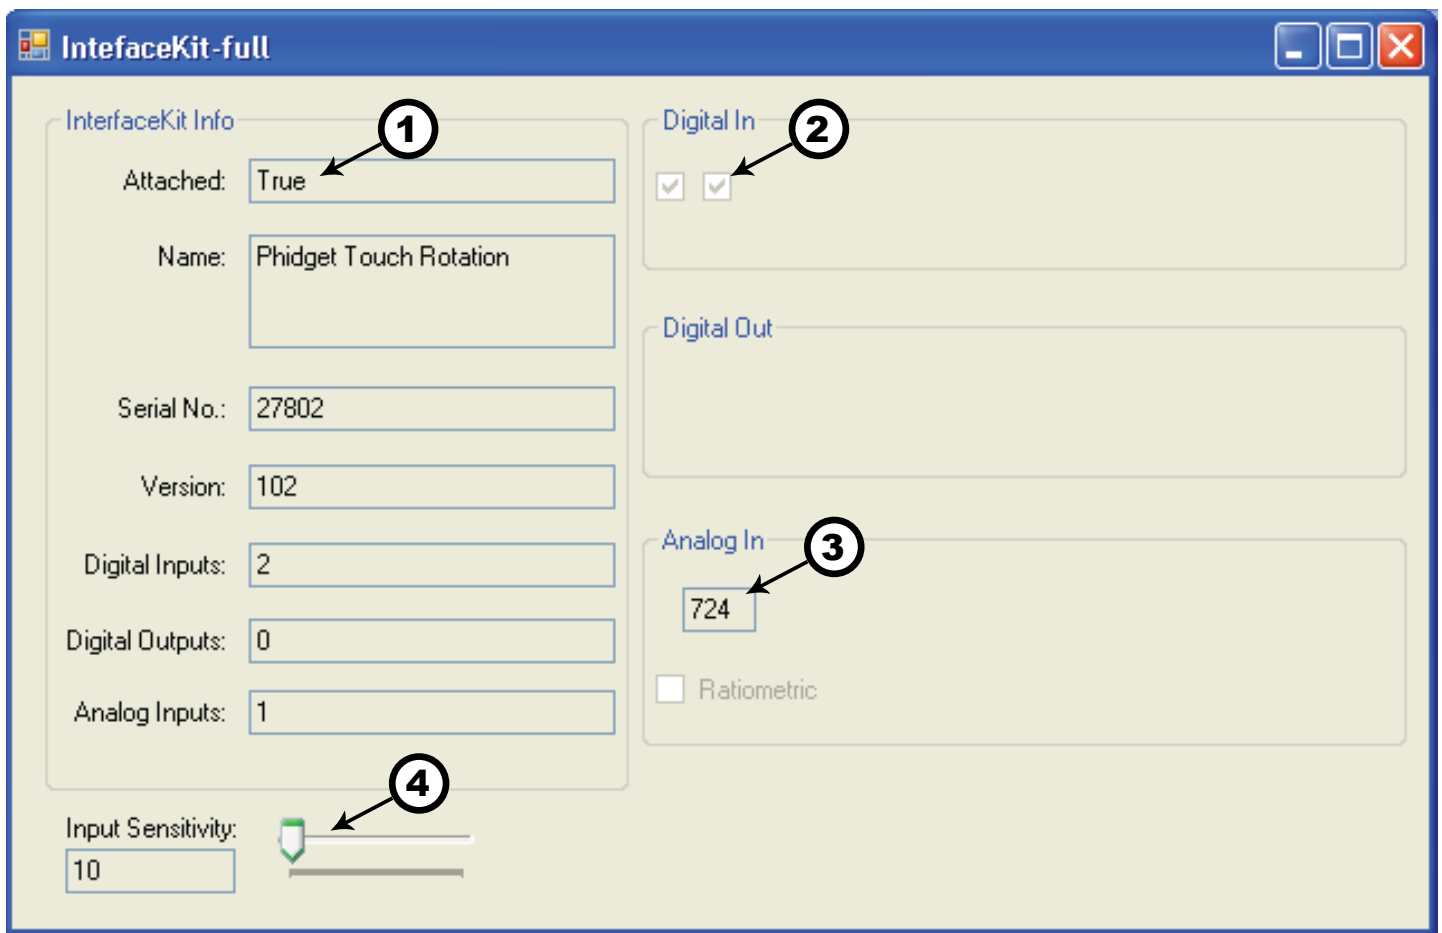 IntefaceKit-full
InterfaceKit Info
1
Attached: True
Name: Phidget Touch Rotation
Serial No.: 27802
Version: 102
Digital Inputs: 2
Digital Outputs: 0
Analog Inputs: 1
4
Input Sensitivity:
10
Digital In
2
Digital Out
Analog In
3
724
Ratiometric